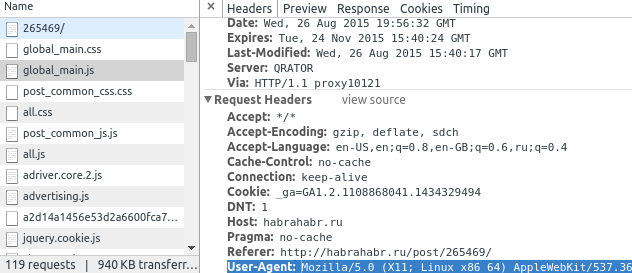 Name
265469/
global_main.css
global_main.js
post_common_css.css
all.css
post_common_js.js
all.js
adriver.core.2.js
advertising.js
a2d14a1456e53d2a6600fca7...
jquery.cookie.js
119 requests | 940 KB transferr...
× Headers Preview Response Cookies Timing
Date: Wed, 26 Aug 2015 19:56:32 GMT
Expires: Tue, 24 Nov 2015 15:40:24 GMT
Last-Modified: Wed, 26 Aug 2015 15:40:17 GMT
Server: QRATOR
Via: HTTP/1.1 proxy10121
▼Request Headers view source
Accept: */*
Accept-Encoding: gzip, deflate, sdch
Accept-Language: en-US,en;q=0.8,en-GB;q=0.6,ru;q=0.4
Cache-Control: no-cache
Connection: keep-alive
Cookie: _ga=GA1.2.1108868041.1434329494
DNT: 1
Host: habrahabr.ru
Pragma: no-cache
Referer: http://habrahabr.ru/post/265469/
User-Agent: Mozilla/5.0 (X11; Linux x86_64) AppleWebKit/537.36